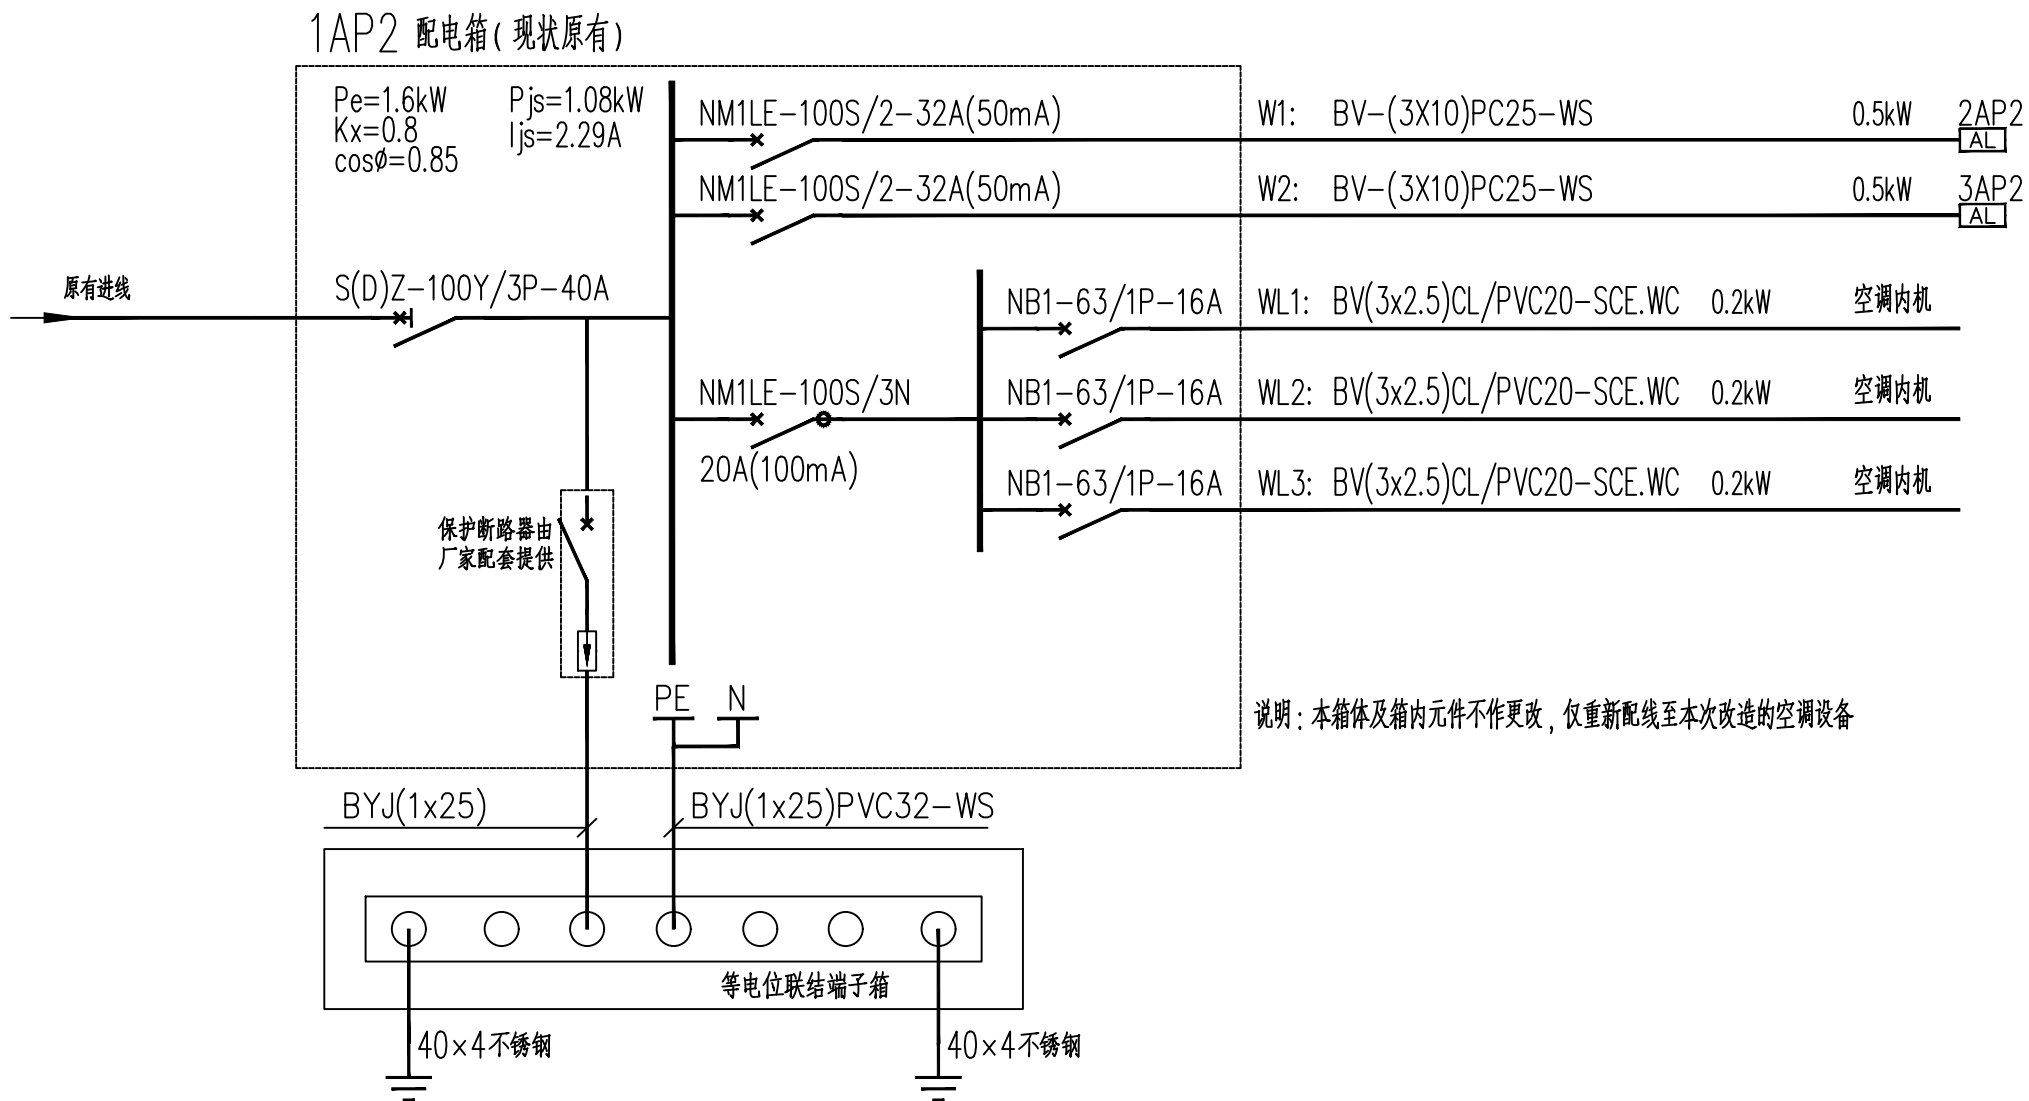 1AP2 配电箱(现状原有)
Pe=1.6kW Pjs=1.08kW
Kx=0.8 Ijs=2.29A
cosø=0.85
NM1LE-100S/2-32A(50mA) W1: BV-(3X10)PC25-WS 0.5kW 2AP2
AL
NM1LE-100S/2-32A(50mA) W2: BV-(3X10)PC25-WS 0.5kW 3AP2
AL
原有进线 S(D)Z-100Y/3P-40A
NB1-63/1P-16A WL1: BV(3x2.5)CL/PVC20-SCE.WC 0.2kW 空调内机
NM1LE-100S/3N NB1-63/1P-16A WL2: BV(3x2.5)CL/PVC20-SCE.WC 0.2kW 空调内机
20A(100mA) NB1-63/1P-16A WL3: BV(3x2.5)CL/PVC20-SCE.WC 0.2kW 空调内机
保护断路器由
厂家配套提供
PE N
说明:本箱体及箱内元件不作更改,仅重新配线至本次改造的空调设备
BYJ(1x25) BYJ(1x25)PVC32-WS
等电位联结端子箱
40×4不锈钢 40×4不锈钢